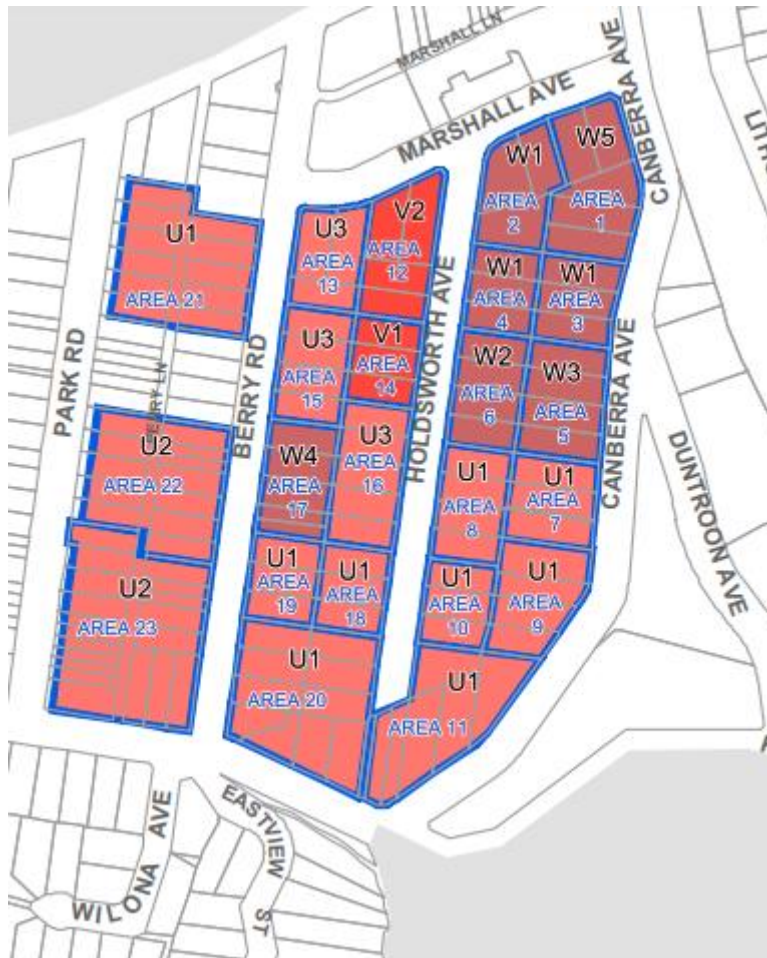 MARSHALL LN
MARSHALL AVE
CANBERRA AVE
W5
W1
AREA
2
AREA
1
U3
AREA
13
V2
AREA
12
U1
AREA 21
W1
AREA
4
W1
AREA
3
V1
AREA
14
U3
AREA
15
HOLDSWORTH AVE
PARK RD
BERRY RD
W2
AREA
6
W3
AREA
5
CANBERRA AVE
U3
AREA
16
U2
AREA 22
W4
AREA
17
U1
AREA
8
U1
AREA
7
DUNTROON AVE
U1
AREA
19
U1
AREA
18
U1
AREA
10
U1
AREA
9
U2
AREA 23
U1
AREA 20
U1
AREA 11
WILONA AVE
EASTVIEW ST